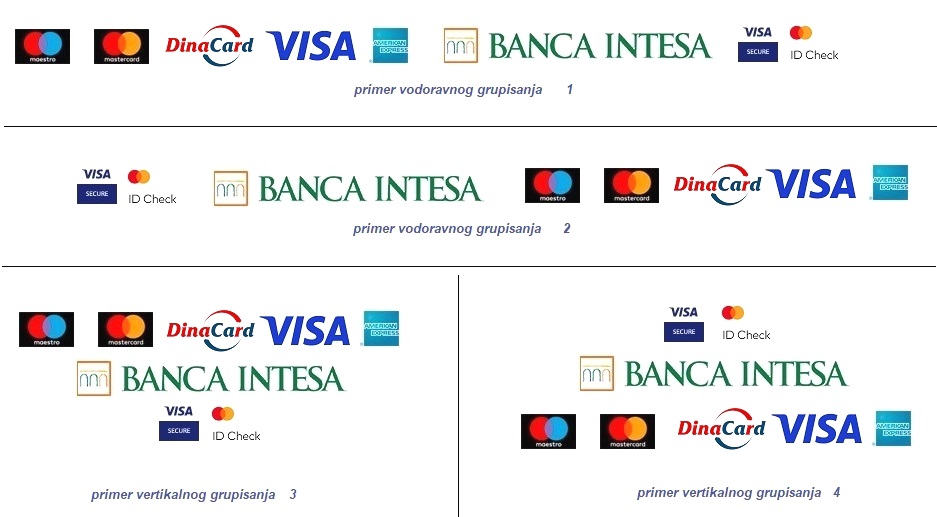 maestro mastercard DinaCard VISA AMERICAN EXPRESS BANCA INTESA VISA SECURE ID Check
primer vodoravnog grupisanja 1
VISA SECURE ID Check BANCA INTESA maestro mastercard DinaCard VISA AMERICAN EXPRESS
primer vodoravnog grupisanja 2
maestro mastercard DinaCard VISA AMERICAN EXPRESS
BANCA INTESA
VISA
SECURE ID Check
primer vertikalnog grupisanja 3
VISA
SECURE ID Check
BANCA INTESA
maestro mastercard DinaCard VISA AMERICAN EXPRESS
primer vertikalnog grupisanja 4